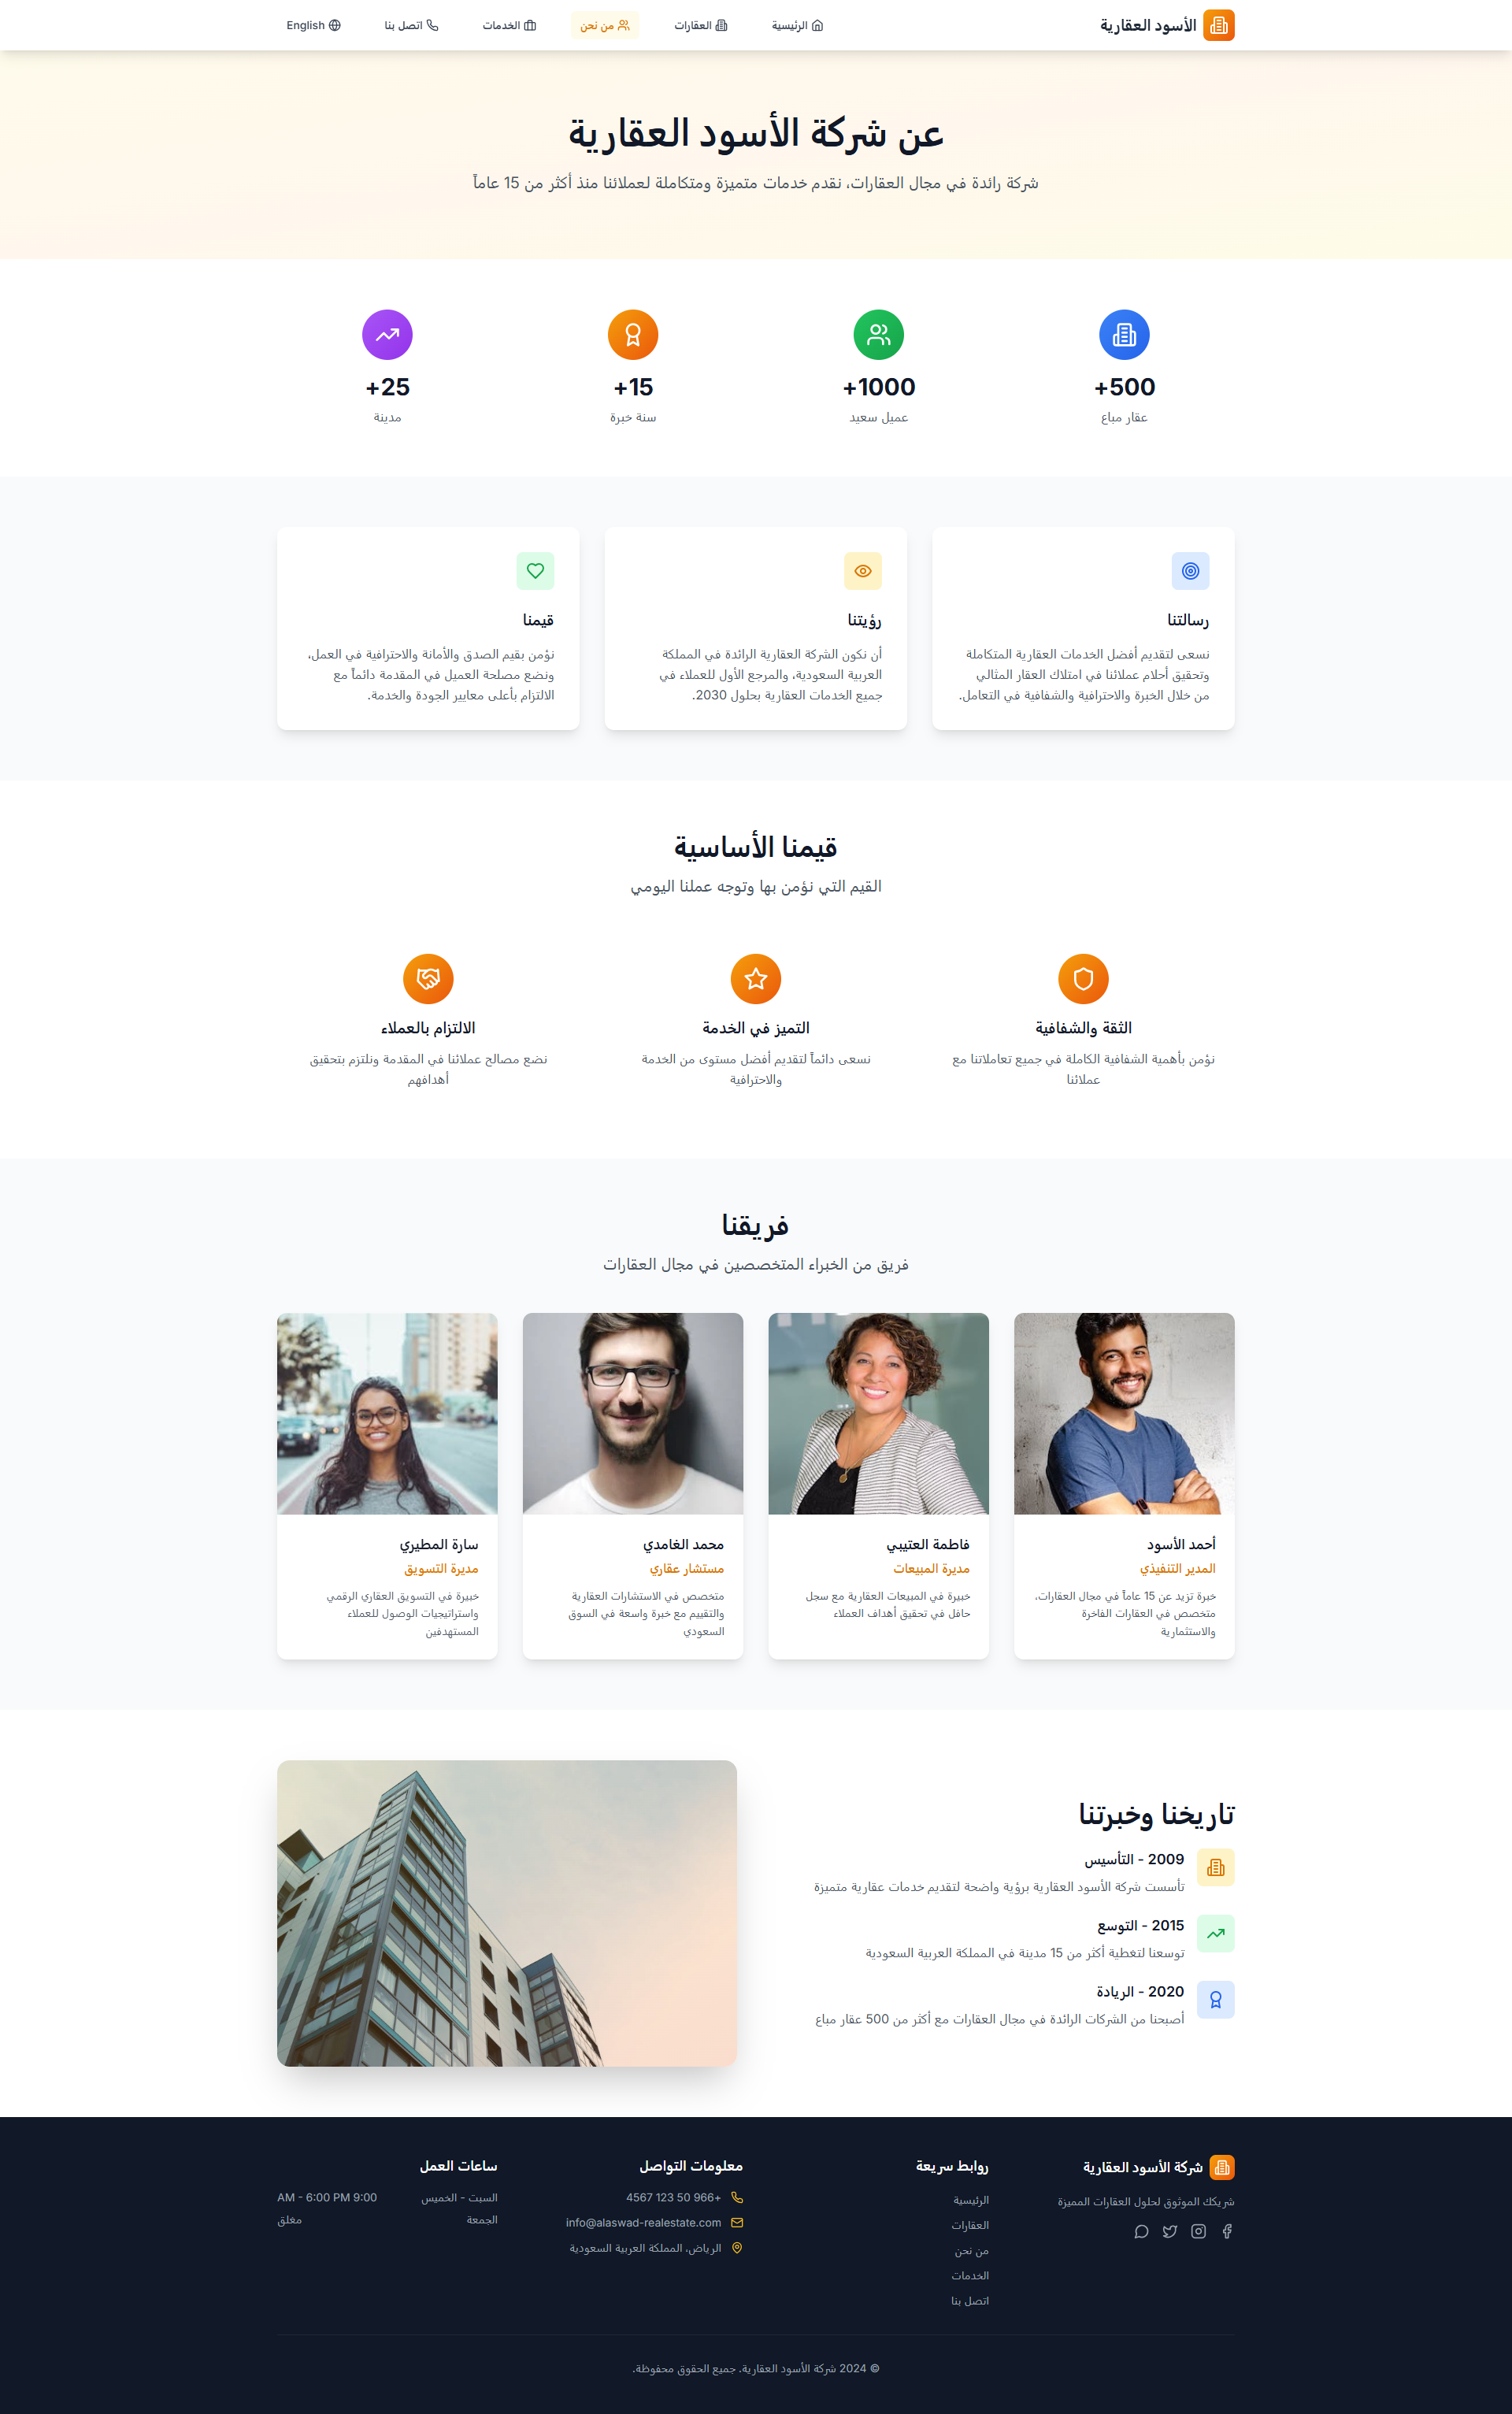 الأسود العقارية
الرئيسية
العقارات
من نحن
الخدمات
اتصل بنا
English
عن شركة الأسود العقارية
شركة رائدة في مجال العقارات، نقدم خدمات متميزة ومتكاملة لعملائنا منذ أكثر من 15 عاماً
+500
عقار مباع
+1000
عميل سعيد
+15
سنة خبرة
+25
مدينة
رسالتنا
نسعى لتقديم أفضل الخدمات العقارية المتكاملة
وتحقيق أحلام عملائنا في امتلاك العقار المثالي
من خلال الخبرة والاحترافية والشفافية في التعامل.
رؤيتنا
أن نكون الشركة العقارية الرائدة في المملكة
العربية السعودية، والمرجع الأول للعملاء في
جميع الخدمات العقارية بحلول 2030.
قيمنا
نؤمن بقيم الصدق والأمانة والاحترافية في العمل،
ونضع مصلحة العميل في المقدمة دائماً مع
الالتزام بأعلى معايير الجودة والخدمة.
قيمنا الأساسية
القيم التي نؤمن بها وتوجه عملنا اليومي
الثقة والشفافية
نؤمن بأهمية الشفافية الكاملة في جميع تعاملاتنا مع
عملائنا
التميز في الخدمة
نسعى دائماً لتقديم أفضل مستوى من الخدمة
والاحترافية
الالتزام بالعملاء
نضع مصالح عملائنا في المقدمة ونلتزم بتحقيق
أهدافهم
فريقنا
فريق من الخبراء المتخصصين في مجال العقارات
أحمد الأسود
المدير التنفيذي
خبرة تزيد عن 15 عاماً في مجال العقارات،
متخصص في العقارات الفاخرة
والاستثمارية
فاطمة العتيبي
مديرة المبيعات
خبيرة في المبيعات العقارية مع سجل
حافل في تحقيق أهداف العملاء
محمد الغامدي
مستشار عقاري
متخصص في الاستشارات العقارية
والتقييم مع خبرة واسعة في السوق
السعودي
سارة المطيري
مديرة التسويق
خبيرة في التسويق العقاري الرقمي
واستراتيجيات الوصول للعملاء
المستهدفين
تاريخنا وخبرتنا
2009 - التأسيس
تأسست شركة الأسود العقارية برؤية واضحة لتقديم خدمات عقارية متميزة
2015 - التوسع
توسعنا لتغطية أكثر من 15 مدينة في المملكة العربية السعودية
2020 - الريادة
أصبحنا من الشركات الرائدة في مجال العقارات مع أكثر من 500 عقار مباع
شركة الأسود العقارية
شريكك الموثوق لحلول العقارات المميزة
روابط سريعة
الرئيسية
العقارات
من نحن
الخدمات
اتصل بنا
معلومات التواصل
4567 123 50 966+
info@alaswad-realestate.com
الرياض، المملكة العربية السعودية
ساعات العمل
السبت - الخميس
AM - 6:00 PM 9:00
الجمعة
مغلق
© 2024 شركة الأسود العقارية. جميع الحقوق محفوظة.